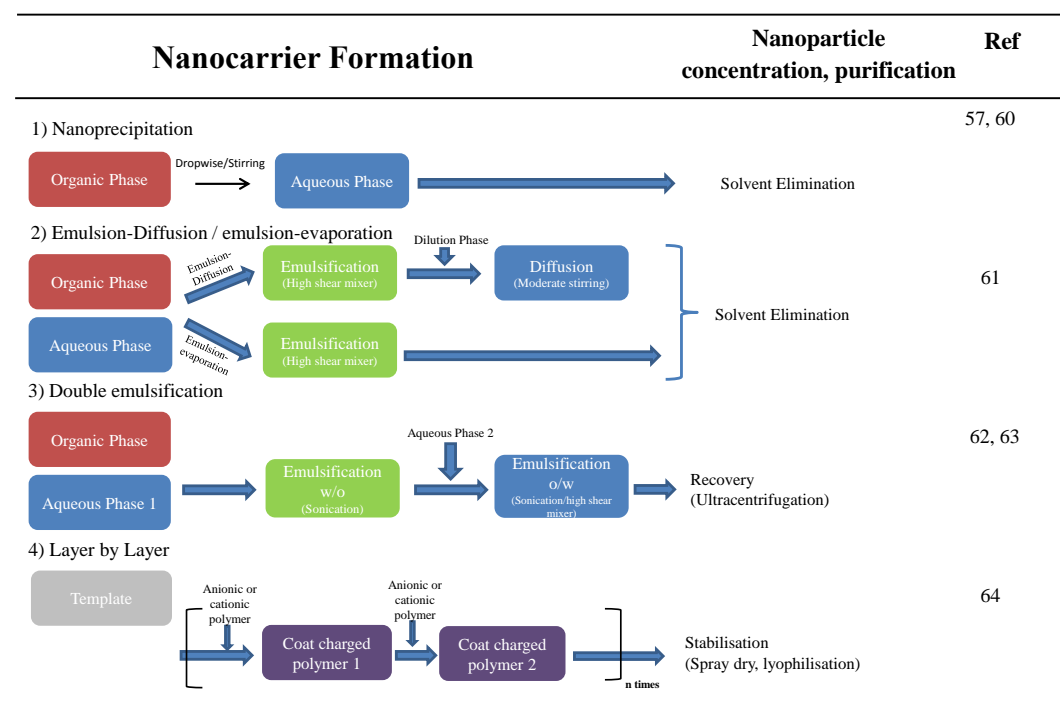 Nanocarrier Formation
Nanoparticle
concentration, purification
Ref
1) Nanoprecipitation
57, 60
Organic Phase
Dropwise/Stirring
Aqueous Phase
Solvent Elimination
2) Emulsion-Diffusion / emulsion-evaporation
Organic Phase
Emulsion-
Diffusion
Emulsification
(High shear mixer)
Dilution Phase
Diffusion
(Moderate stirring)
61
Aqueous Phase
Emulsion-
evaporation
Emulsification
(High shear mixer)
Solvent Elimination
3) Double emulsification
Organic Phase
Aqueous Phase 1
Emulsification
w/o
(Sonication)
Aqueous Phase 2
Emulsification
o/w
(Sonication/high shear
mixer)
Recovery
(Ultracentrifugation)
62, 63
4) Layer by Layer
Template
Anionic or
cationic
polymer
Coat charged
polymer 1
Anionic or
cationic
polymer
Coat charged
polymer 2
n times
Stabilisation
(Spray dry, lyophilisation)
64